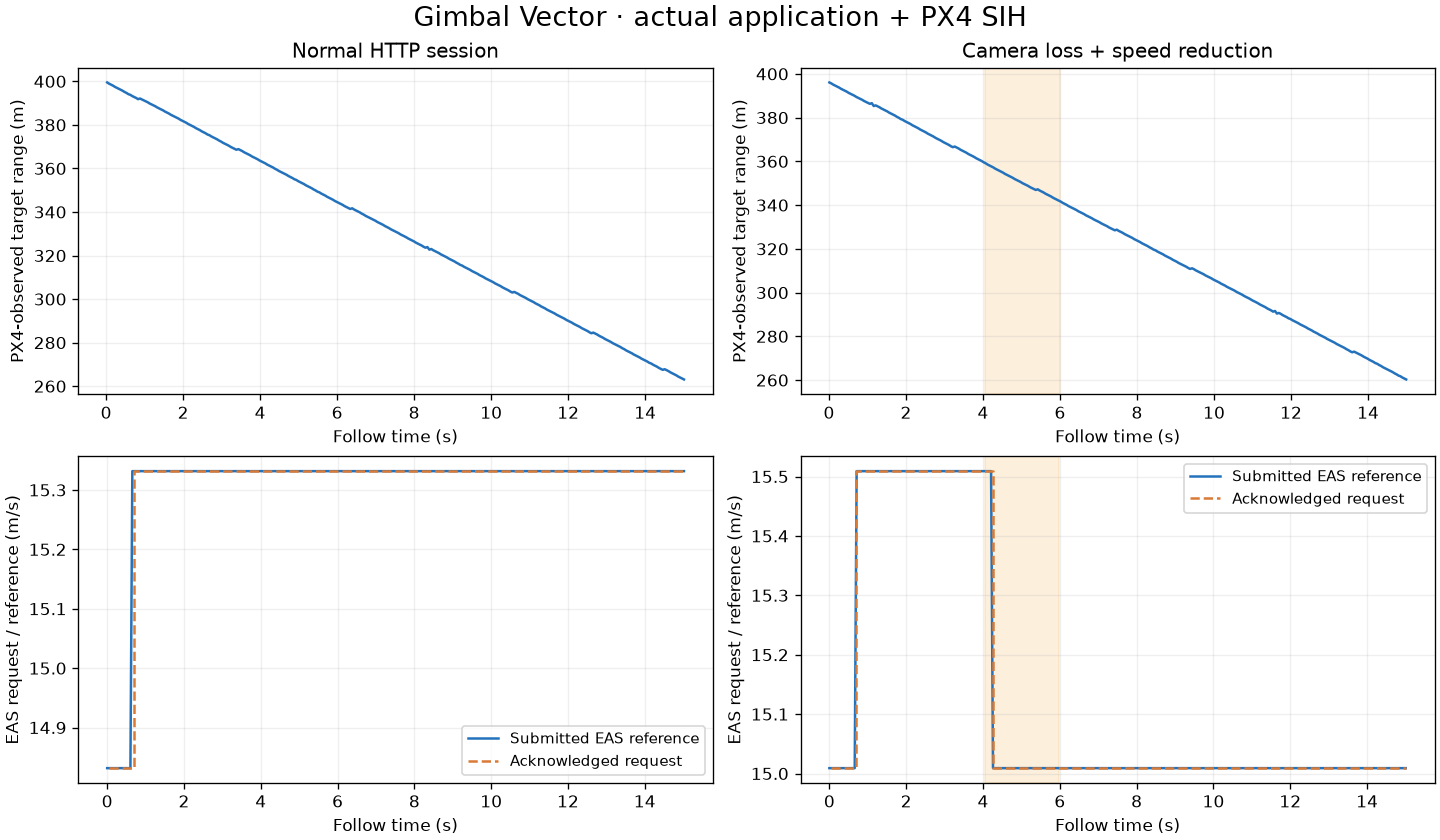 Gimbal Vector · actual application + PX4 SIH
Normal HTTP session
PX4-observed target range (m)
400
380
360
340
320
300
280
260
0 2 4 6 8 10 12 14
Follow time (s)
Camera loss + speed reduction
PX4-observed target range (m)
400
380
360
340
320
300
280
260
0 2 4 6 8 10 12 14
Follow time (s)
EAS request / reference (m/s)
15.3
15.2
15.1
15.0
14.9
Submitted EAS reference
Acknowledged request
0 2 4 6 8 10 12 14
Follow time (s)
EAS request / reference (m/s)
15.5
15.4
15.3
15.2
15.1
15.0
Submitted EAS reference
Acknowledged request
0 2 4 6 8 10 12 14
Follow time (s)